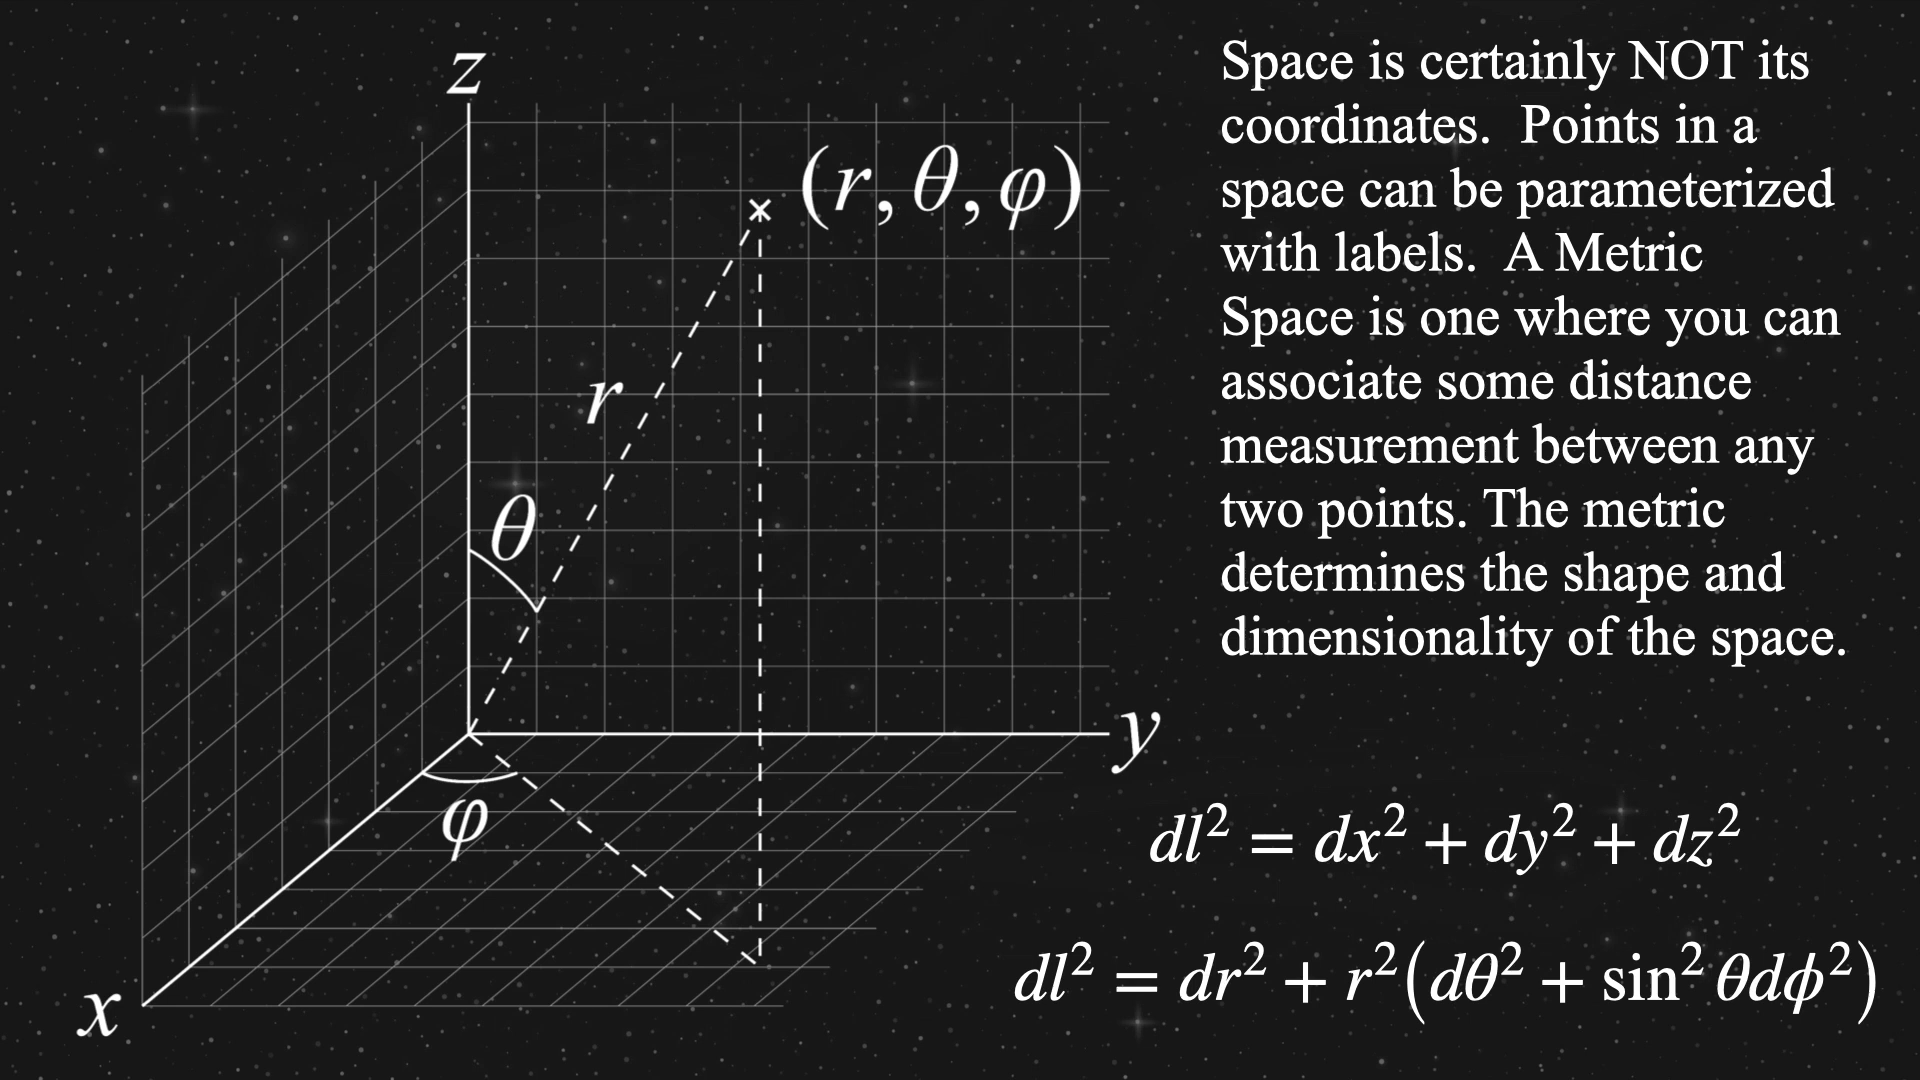 z
(r, θ, φ)
r
θ
y
φ
x
Space is certainly NOT its
coordinates.  Points in a
space can be parameterized
with labels.  A Metric
Space is one where you can
associate some distance
measurement between any
two points. The metric
determines the shape and
dimensionality of the space.
dl² = dx² + dy² + dz²
dl² = dr² + r²(dθ² + sin² θdϕ²)